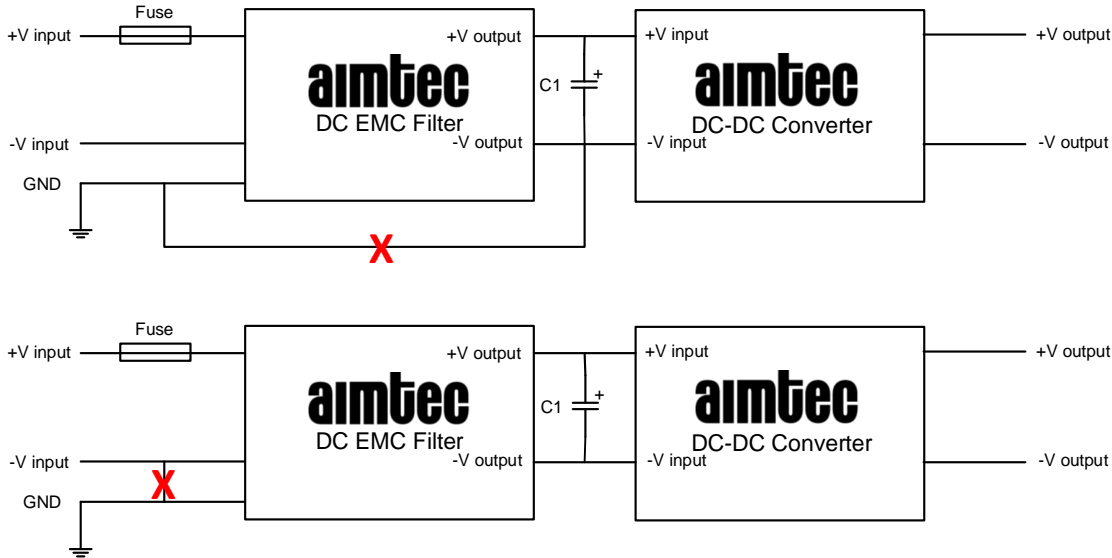 Fuse
+V input
+V output
+V input
+V output
aimtec
DC EMC Filter
C1
+
aimtec
DC-DC Converter
-V input
-V output
-V input
-V output
GND
X
Fuse
+V input
+V output
+V input
+V output
aimtec
DC EMC Filter
C1
+
aimtec
DC-DC Converter
-V input
-V output
-V input
-V output
X
GND